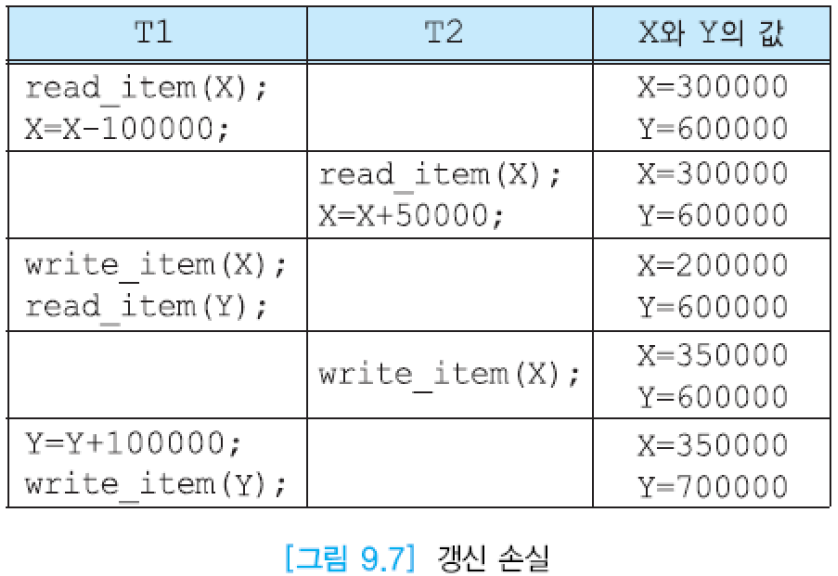 T1 T2 X와 Y의 값
read_item(X); X=300000
X=X-100000; Y=600000
read_item(X); X=300000
X=X+50000; Y=600000
write_item(X); X=200000
read_item(Y); Y=600000
write_item(X); X=350000
Y=600000
Y=Y+100000; X=350000
write_item(Y); Y=700000
[그림 9.7] 갱신 손실